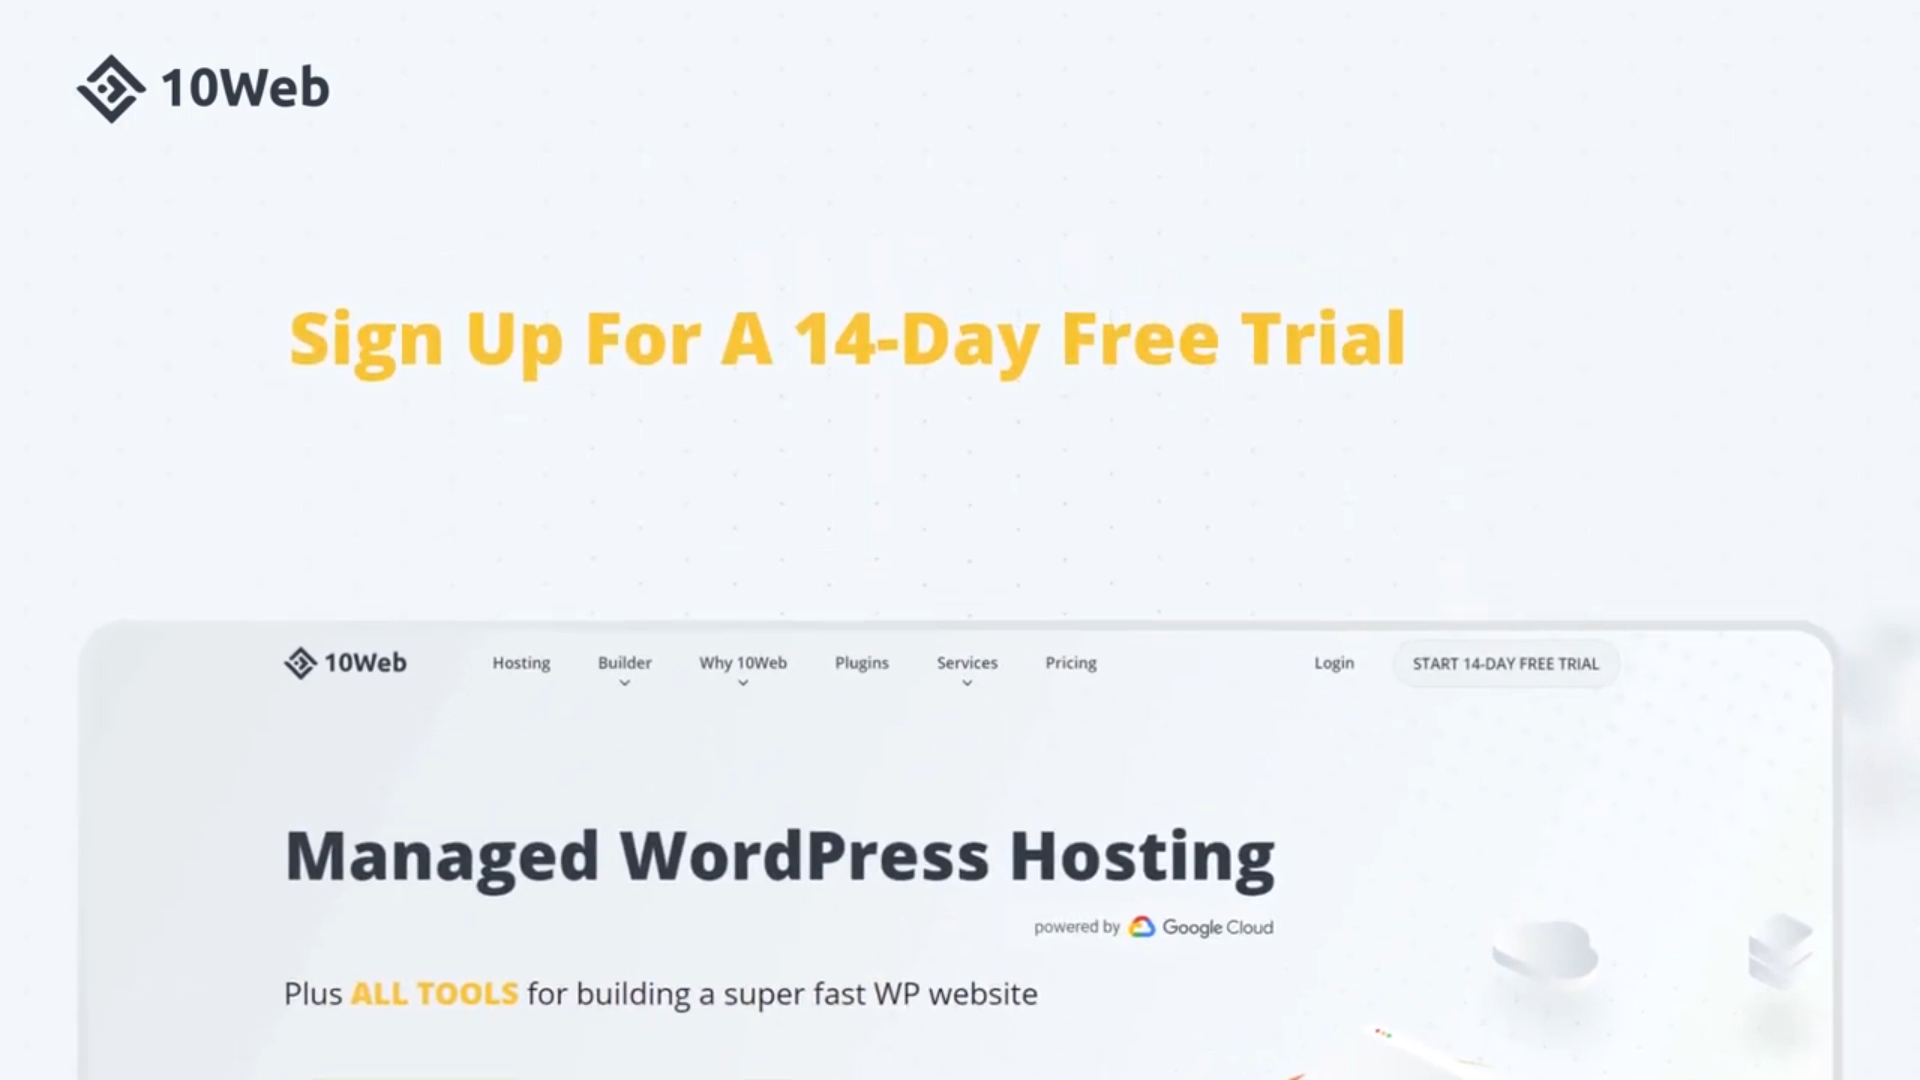 10Web
Sign Up For A 14-Day Free Trial
10Web Hosting Builder Why 10Web Plugins Services Pricing Login START 14-DAY FREE TRIAL
Managed WordPress Hosting
powered by Google Cloud
Plus ALL TOOLS for building a super fast WP website